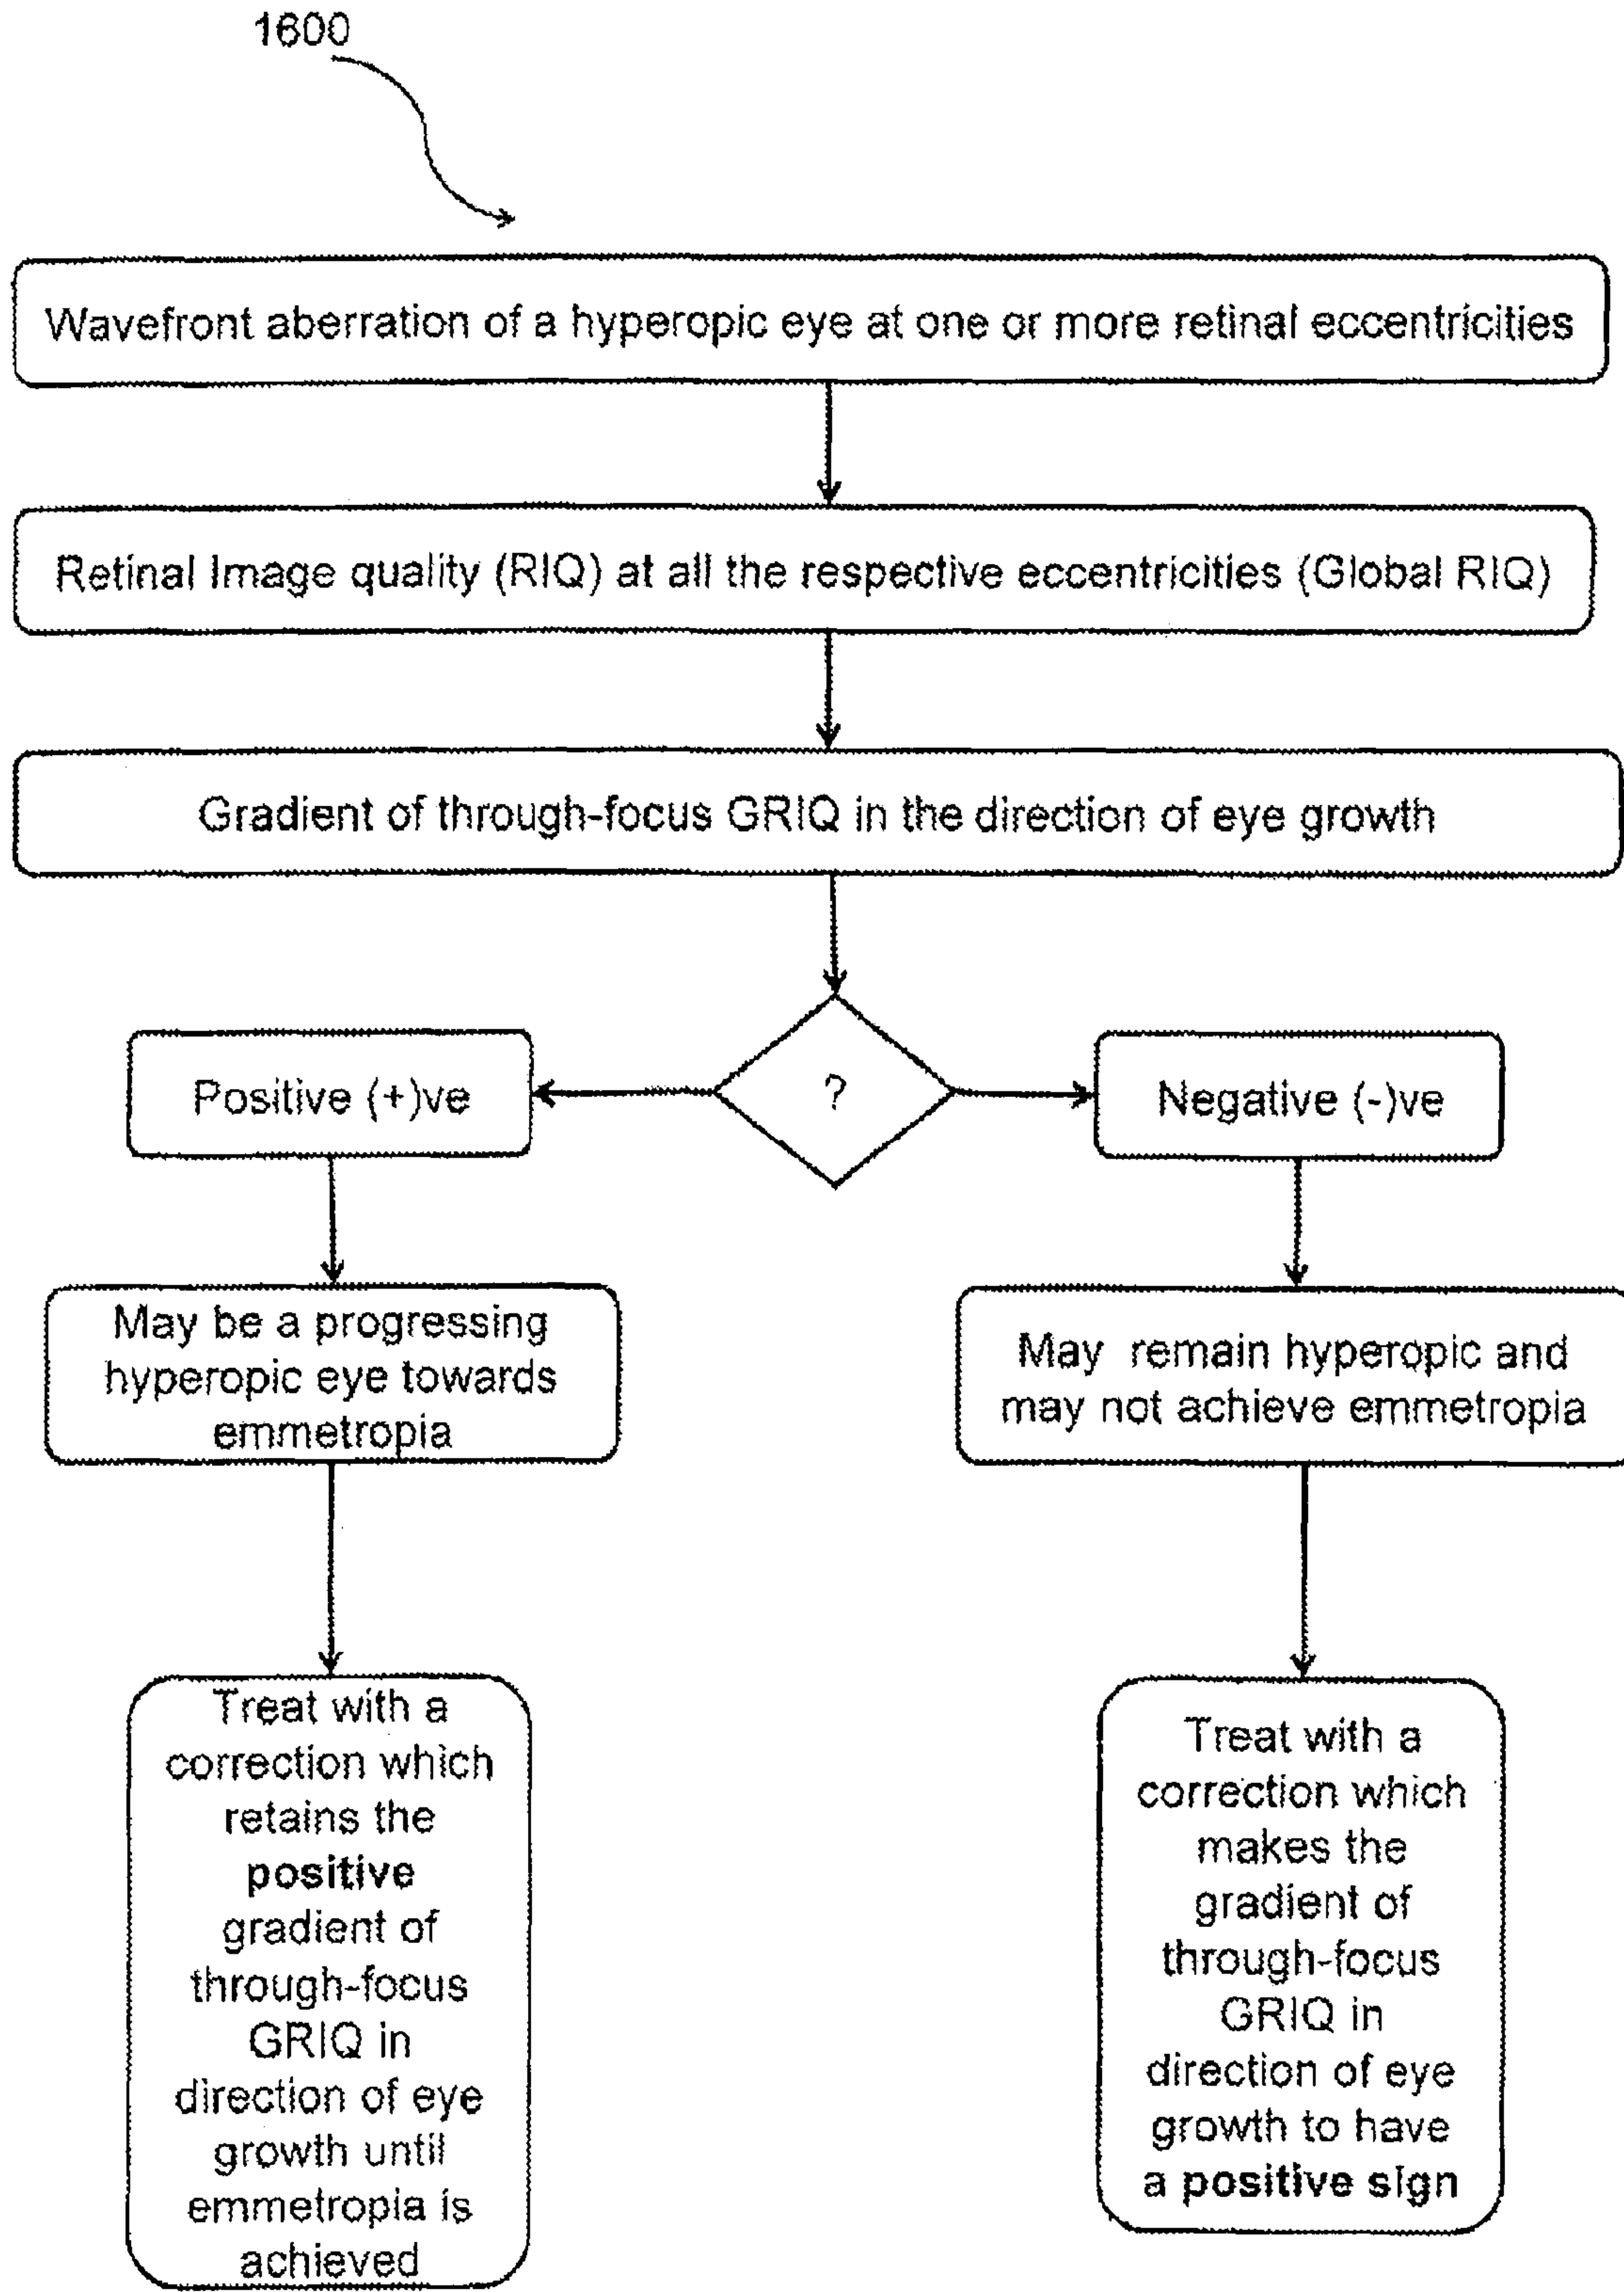 1600
Wavefront aberration of a hyperopic eye at one or more retinal eccentricities
Retinal Image quality (RIQ) at all the respective eccentricities (Global RIQ)
Gradient of through-focus GRIQ in the direction of eye growth
?
Positive (+)ve
Negative (-)ve
May be a progressing
hyperopic eye towards
emmetropia
May remain hyperopic and
may not achieve emmetropia
Treat with a
correction which
retains the
positive
gradient of
through-focus
GRIQ in
direction of eye
growth until
emmetropia is
achieved
Treat with a
correction which
makes the
gradient of
through-focus
GRIQ in
direction of eye
growth to have
a positive sign